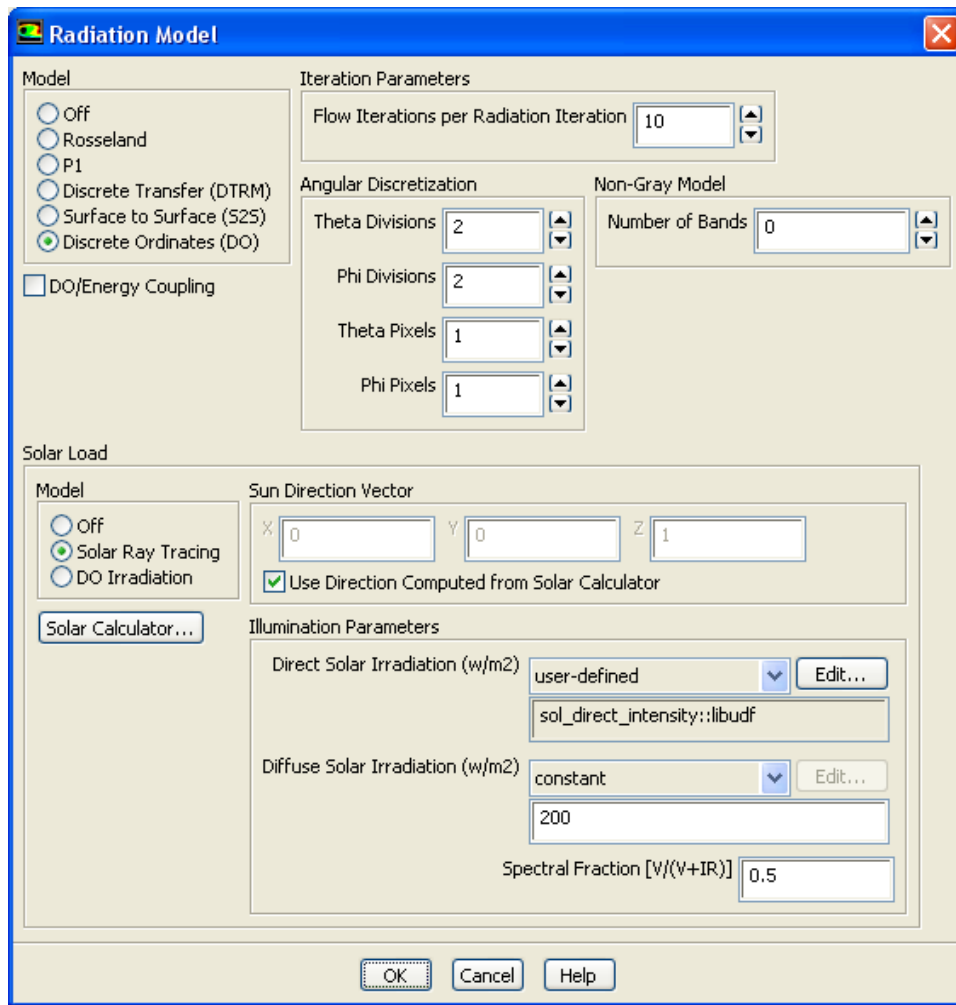 Radiation Model
Model
Off
Rosseland
P1
Discrete Transfer (DTRM)
Surface to Surface (S2S)
Discrete Ordinates (DO)
DO/Energy Coupling
Iteration Parameters
Flow Iterations per Radiation Iteration 10
Angular Discretization
Theta Divisions 2
Phi Divisions 2
Theta Pixels 1
Phi Pixels 1
Non-Gray Model
Number of Bands 0
Solar Load
Model
Off
Solar Ray Tracing
DO Irradiation
Solar Calculator...
Sun Direction Vector
X 0 Y 0 Z 1
Use Direction Computed from Solar Calculator
Illumination Parameters
Direct Solar Irradiation (w/m2) user-defined Edit...
sol_direct_intensity::libudf
Diffuse Solar Irradiation (w/m2) constant Edit...
200
Spectral Fraction [V/(V+IR)] 0.5
OK Cancel Help